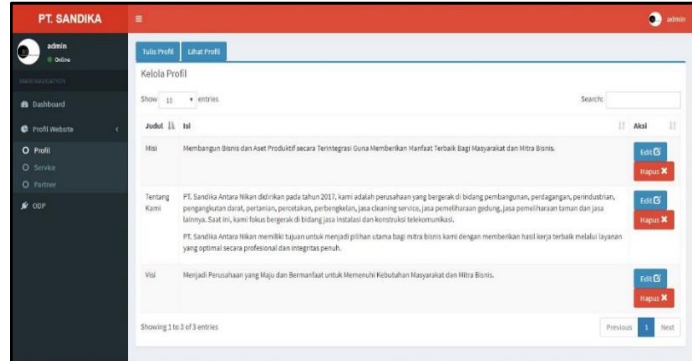 PT. SANDIKA
admin
admin
Online
MAIN NAVIGATION
Dashboard
Profil Website
Profil
Service
Partner
ODP
Tulis Profil
Lihat Profil
Kelola Profil
Show 10 entries
Search:
Judul Isi Aksi
Misi Membangun Bisnis dan Aset Produktif secara Terintegrasi Guna Memberikan Manfaat Terbaik Bagi Masyarakat dan Mitra Bisnis.
Edit
Hapus
Tentang Kami
PT. Sandika Antara Nikan didirikan pada tahun 2017, kami adalah perusahaan yang bergerak di bidang pembangunan, perdagangan, perindustrian,
pengangkutan darat, pertanian, percetakan, perbengkelan, jasa cleaning service, jasa pemeliharaan gedung, jasa pemeliharaan taman dan jasa
lainnya. Saat ini, kami fokus bergerak di bidang jasa instalasi dan konstruksi telekomunikasi.
PT. Sandika Antara Nikan memiliki tujuan untuk menjadi pilihan utama bagi mitra bisnis kami dengan memberikan hasil kerja terbaik melalui layanan
yang optimal secara profesional dan integritas penuh.
Edit
Hapus
Visi Menjadi Perusahaan yang Maju dan Bermanfaat untuk Memenuhi Kebutuhan Masyarakat dan Mitra Bisnis.
Edit
Hapus
Showing 1 to 3 of 3 entries
Previous 1 Next